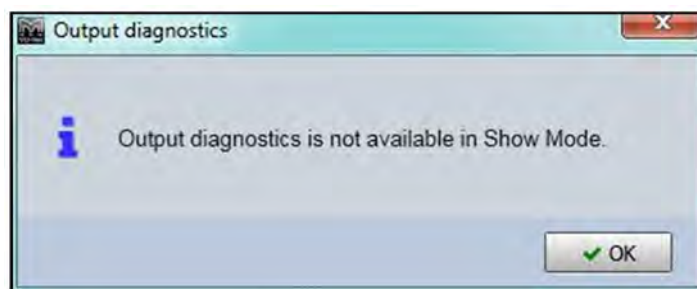 Output diagnostics
Output diagnostics is not available in Show Mode.
OK